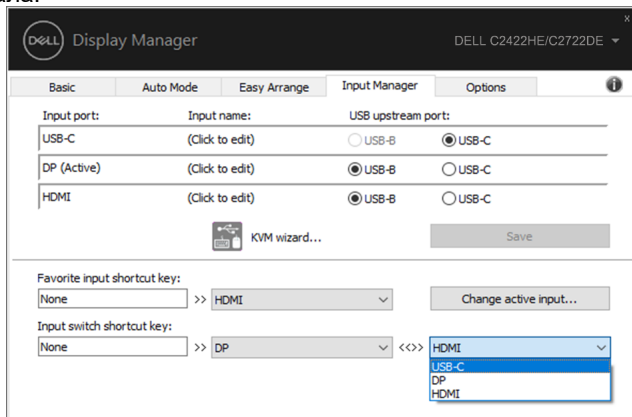 DELL Display Manager DELL C2422HE/C2722DE
Basic Auto Mode Easy Arrange Input Manager Options
Input port: Input name: USB upstream port:
USB-C (Click to edit) USB-B USB-C
DP (Active) (Click to edit) USB-B USB-C
HDMI (Click to edit) USB-B USB-C
KVM wizard... Save
Favorite input shortcut key:
None >> HDMI Change active input...
Input switch shortcut key:
None >> DP <<>> HDMI
USB-C
DP
HDMI